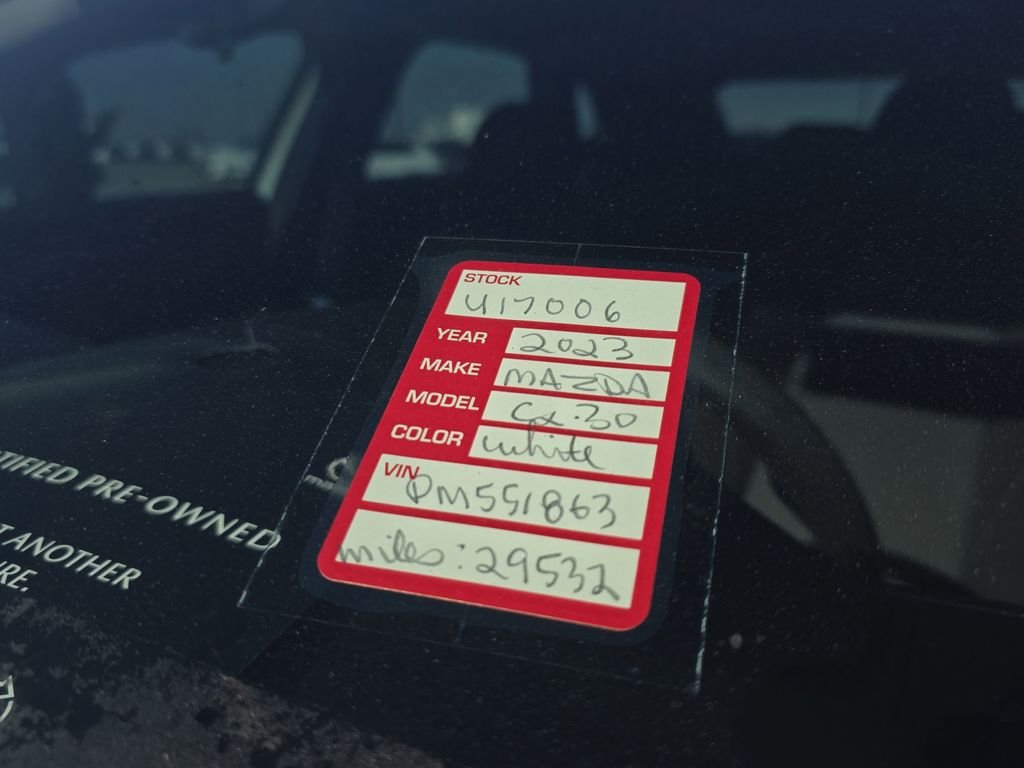 STOCK
U17006
YEAR 2023
MAKE MAZDA
MODEL CX-30
COLOR white
VIN
PM551863
miles: 29532
TIFIED PRE-OWNED
T ANOTHER
RE.